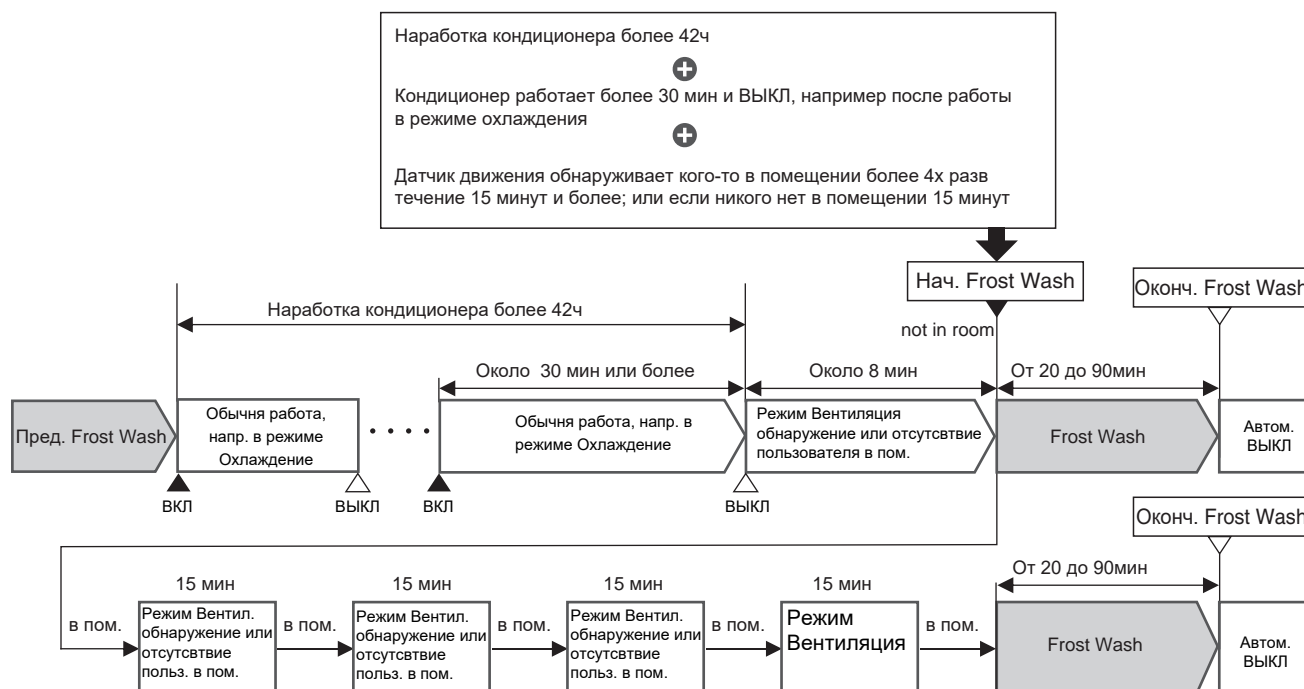 Наработка кондиционера более 42ч
Кондиционер работает более 30 мин и ВЫКЛ, например после работы
в режиме охлаждения
Датчик движения обнаруживает кого-то в помещении более 4х разв
течение 15 минут и более; или если никого нет в помещении 15 минут
Нач. Frost Wash
Оконч. Frost Wash
Наработка кондиционера более 42ч
not in room
Около 30 мин или более
Около 8 мин
От 20 до 90мин
Пред. Frost Wash
Обычня работа,
напр. в режиме
Охлаждение
Обычня работа, напр. в
режиме Охлаждение
Режим Вентиляция
обнаружение или отсутсвтвие
пользователя в пом.
Frost Wash
Автом.
ВЫКЛ
ВКЛ
ВЫКЛ
ВКЛ
ВЫКЛ
Оконч. Frost Wash
15 мин
15 мин
15 мин
15 мин
От 20 до 90мин
в пом.
Режим Вентил.
обнаружение или
отсутсвтвие
польз. в пом.
в пом.
Режим Вентил.
обнаружение или
отсутсвтвие
польз. в пом.
в пом.
Режим Вентил.
обнаружение или
отсутсвтвие
польз. в пом.
в пом.
Режим
Вентиляция
в пом.
Frost Wash
Автом.
ВЫКЛ